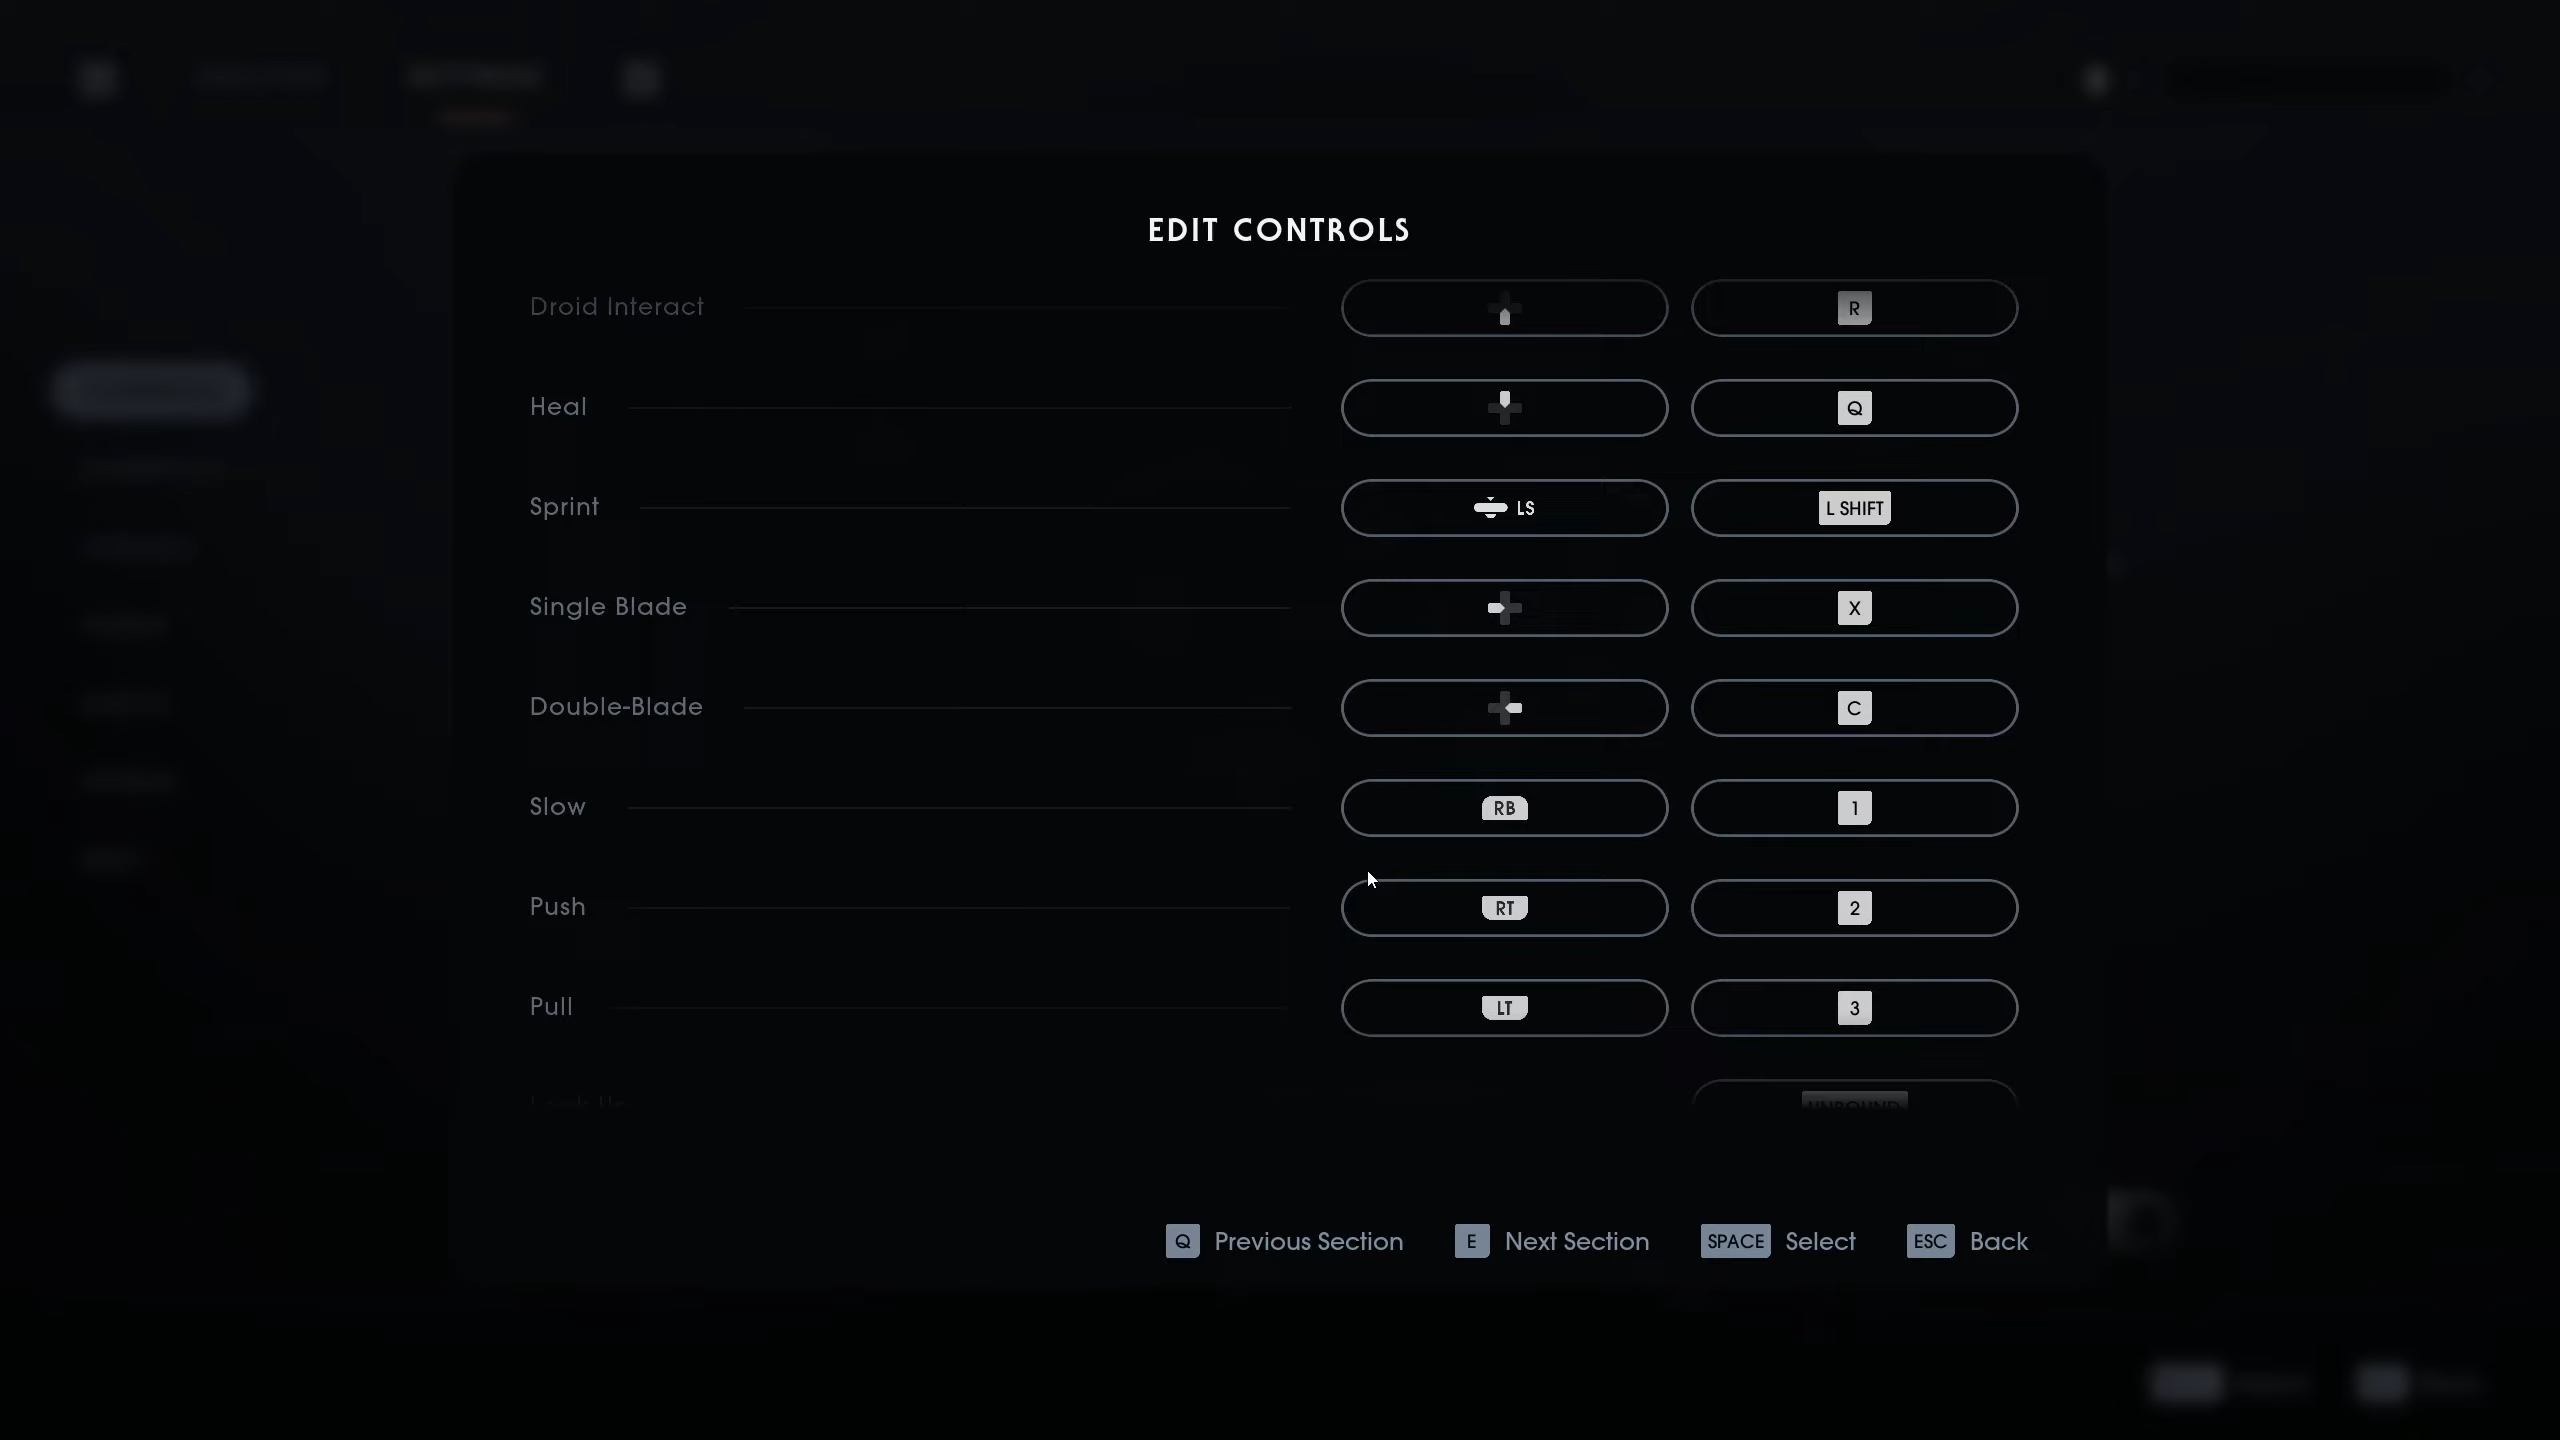 EDIT CONTROLS
Droid Interact R
Heal Q
Sprint LS L SHIFT
Single Blade X
Double-Blade C
Slow RB 1
Push RT 2
Pull LT 3
UNBOUND
Q Previous Section E Next Section SPACE Select ESC Back